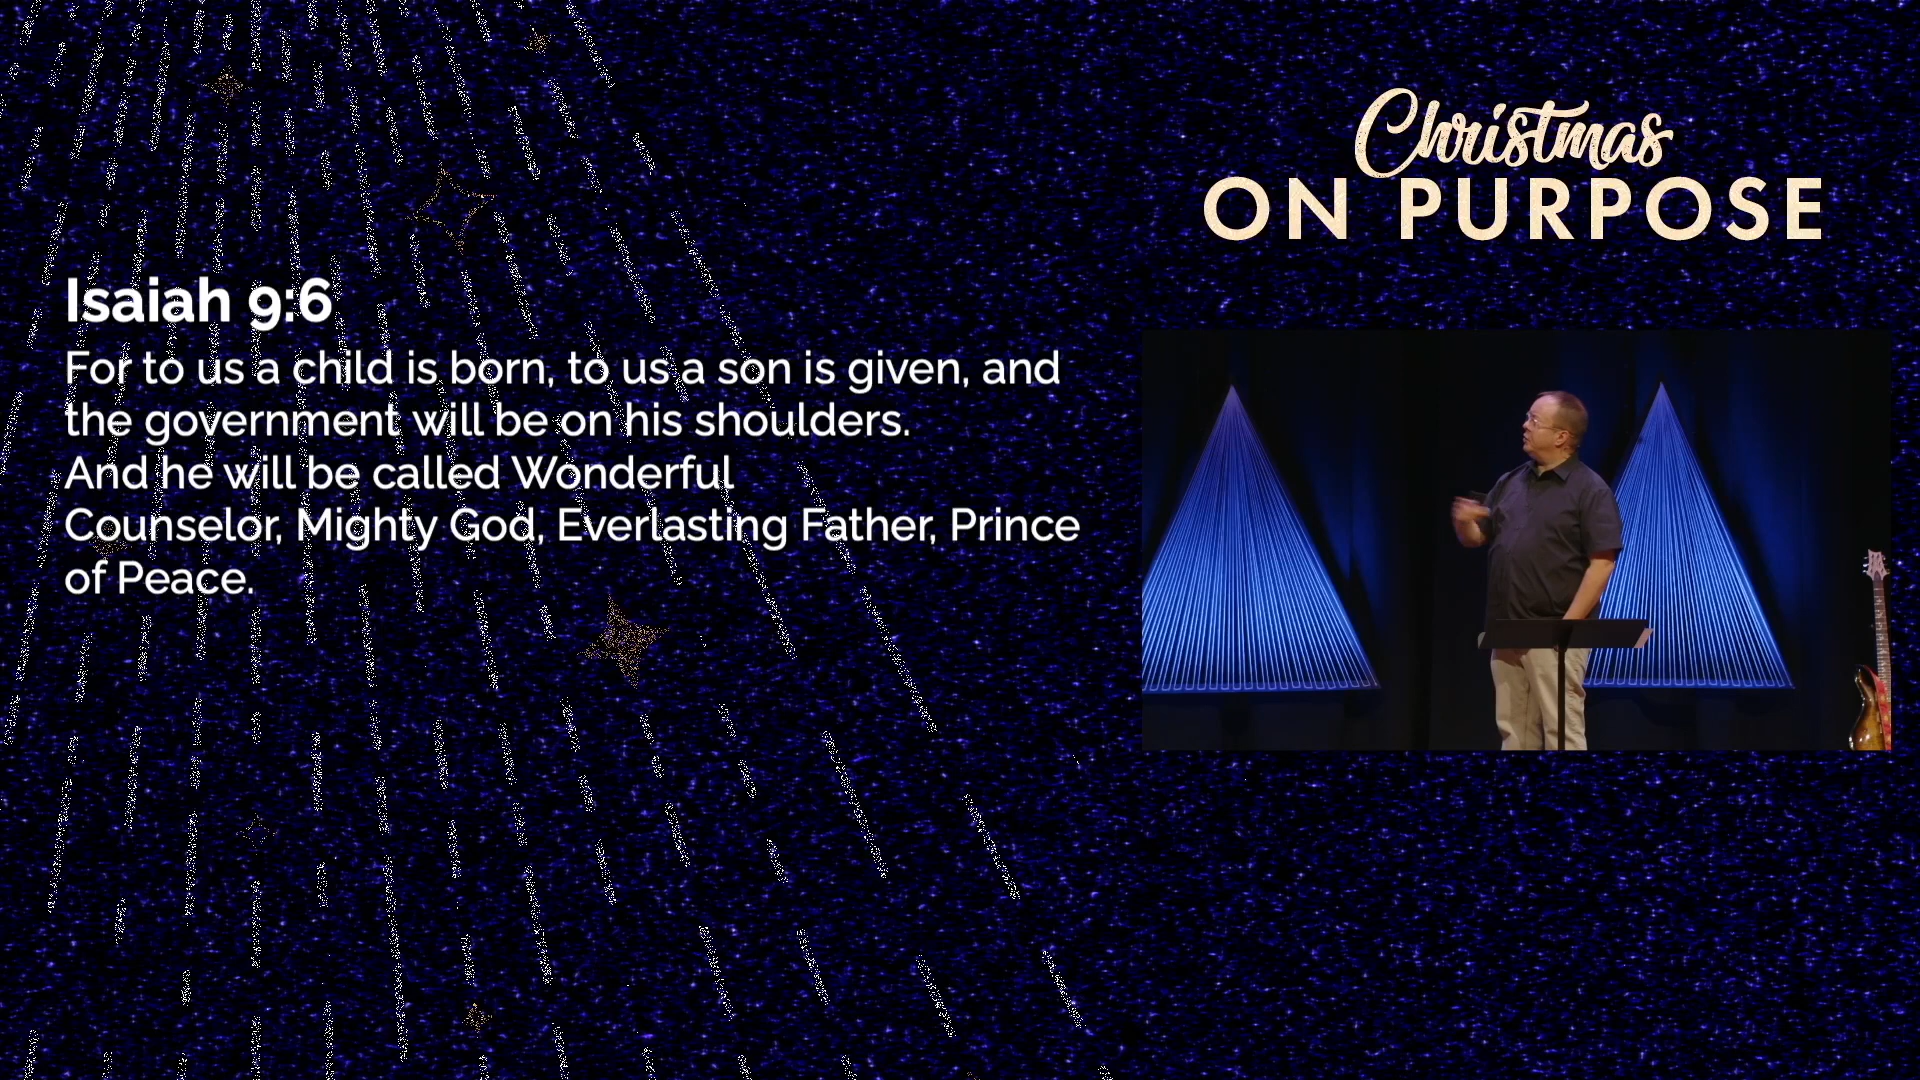 Christmas
ON PURPOSE
Isaiah 9:6
For to us a child is born, to us a son is given, and
the government will be on his shoulders.
And he will be called Wonderful
Counselor, Mighty God, Everlasting Father, Prince
of Peace.